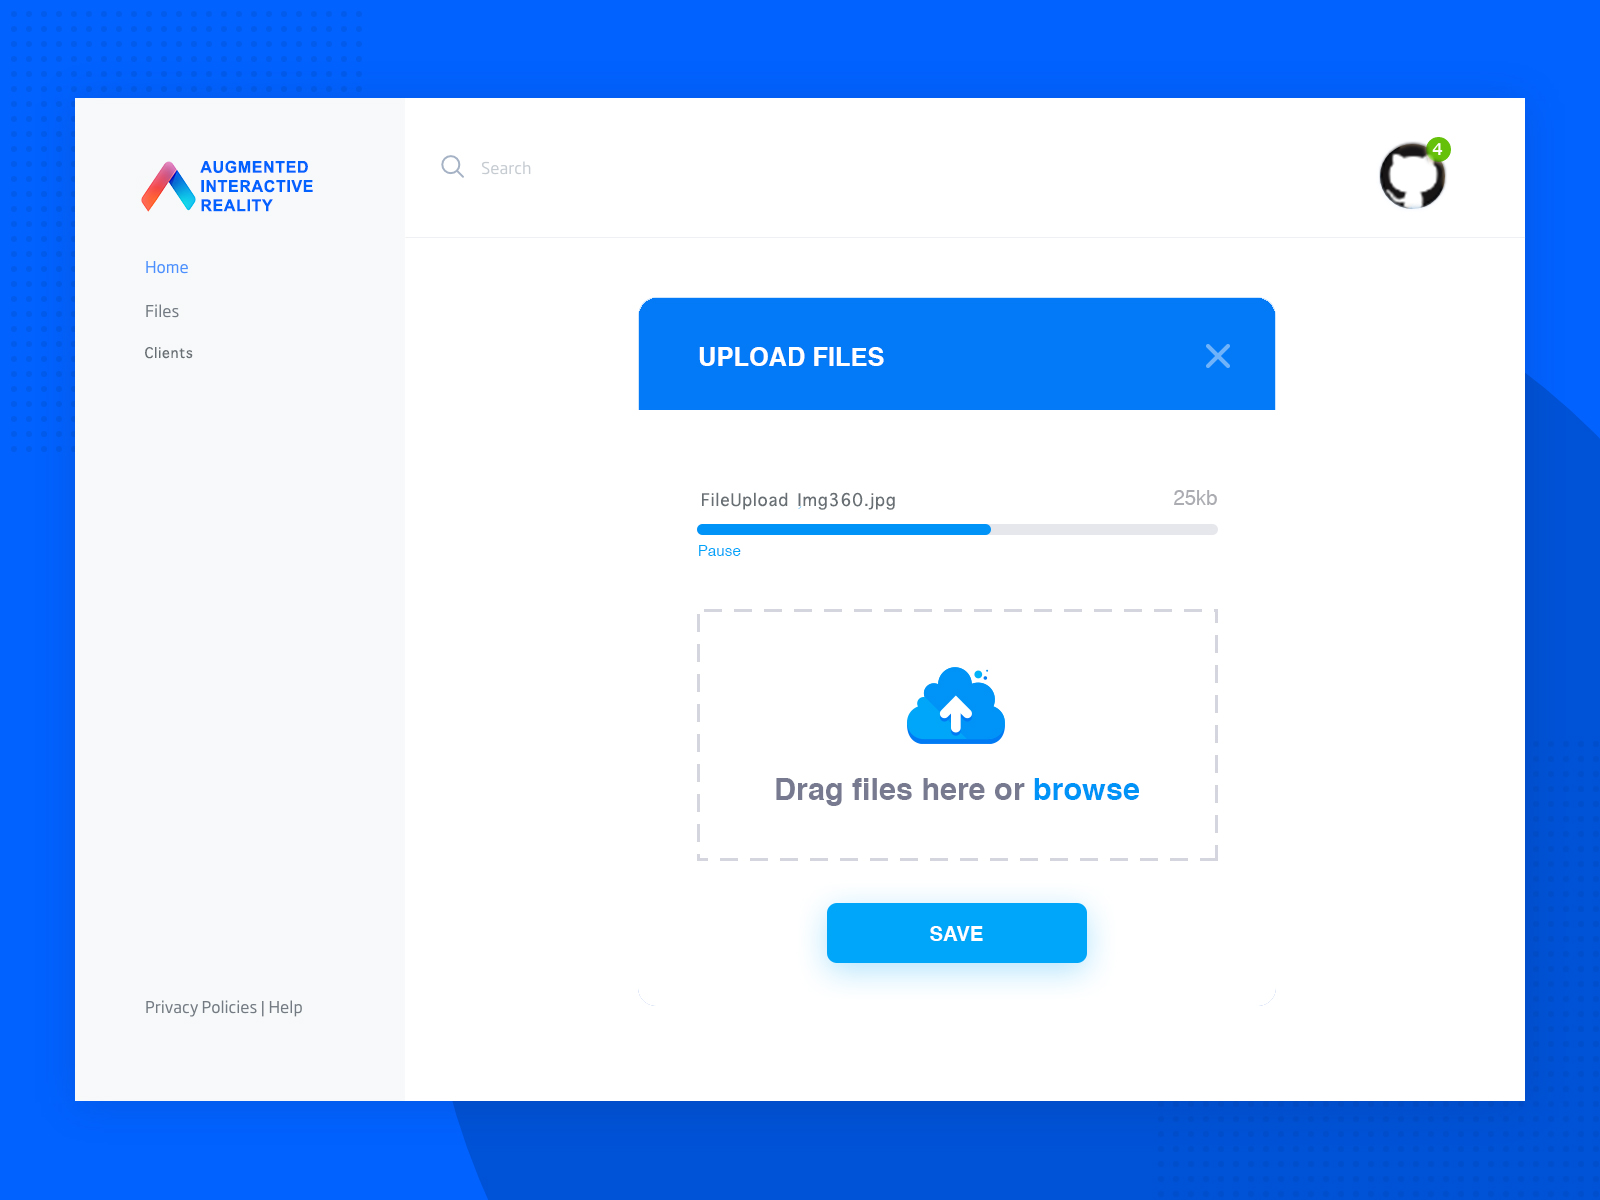 AUGMENTED
INTERACTIVE
REALITY
Home
Files
Clients
Privacy Policies | Help
Search
4
UPLOAD FILES
FileUpload Img360.jpg
25kb
Pause
Drag files here or browse
SAVE